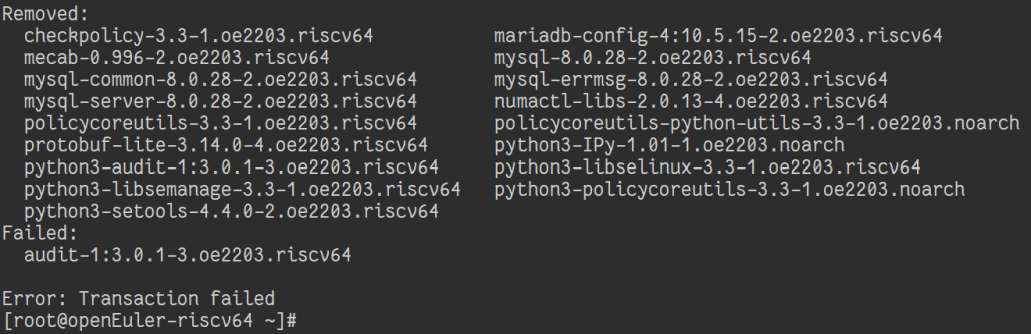 Removed:
checkpolicy-3.3-1.oe2203.riscv64 mariadb-config-4:10.5.15-2.oe2203.riscv64
mecab-0.996-2.oe2203.riscv64 mysql-8.0.28-2.oe2203.riscv64
mysql-common-8.0.28-2.oe2203.riscv64 mysql-errmsg-8.0.28-2.oe2203.riscv64
mysql-server-8.0.28-2.oe2203.riscv64 numactl-libs-2.0.13-4.oe2203.riscv64
policycoreutils-3.3-1.oe2203.riscv64 policycoreutils-python-utils-3.3-1.oe2203.noarch
protobuf-lite-3.14.0-4.oe2203.riscv64 python3-IPy-1.01-1.oe2203.noarch
python3-audit-1:3.0.1-3.oe2203.riscv64 python3-libselinux-3.3-1.oe2203.riscv64
python3-libsemanage-3.3-1.oe2203.riscv64 python3-policycoreutils-3.3-1.oe2203.noarch
python3-setools-4.4.0-2.oe2203.riscv64
Failed:
audit-1:3.0.1-3.oe2203.riscv64
Error: Transaction failed
[root@openEuler-riscv64 ~]#